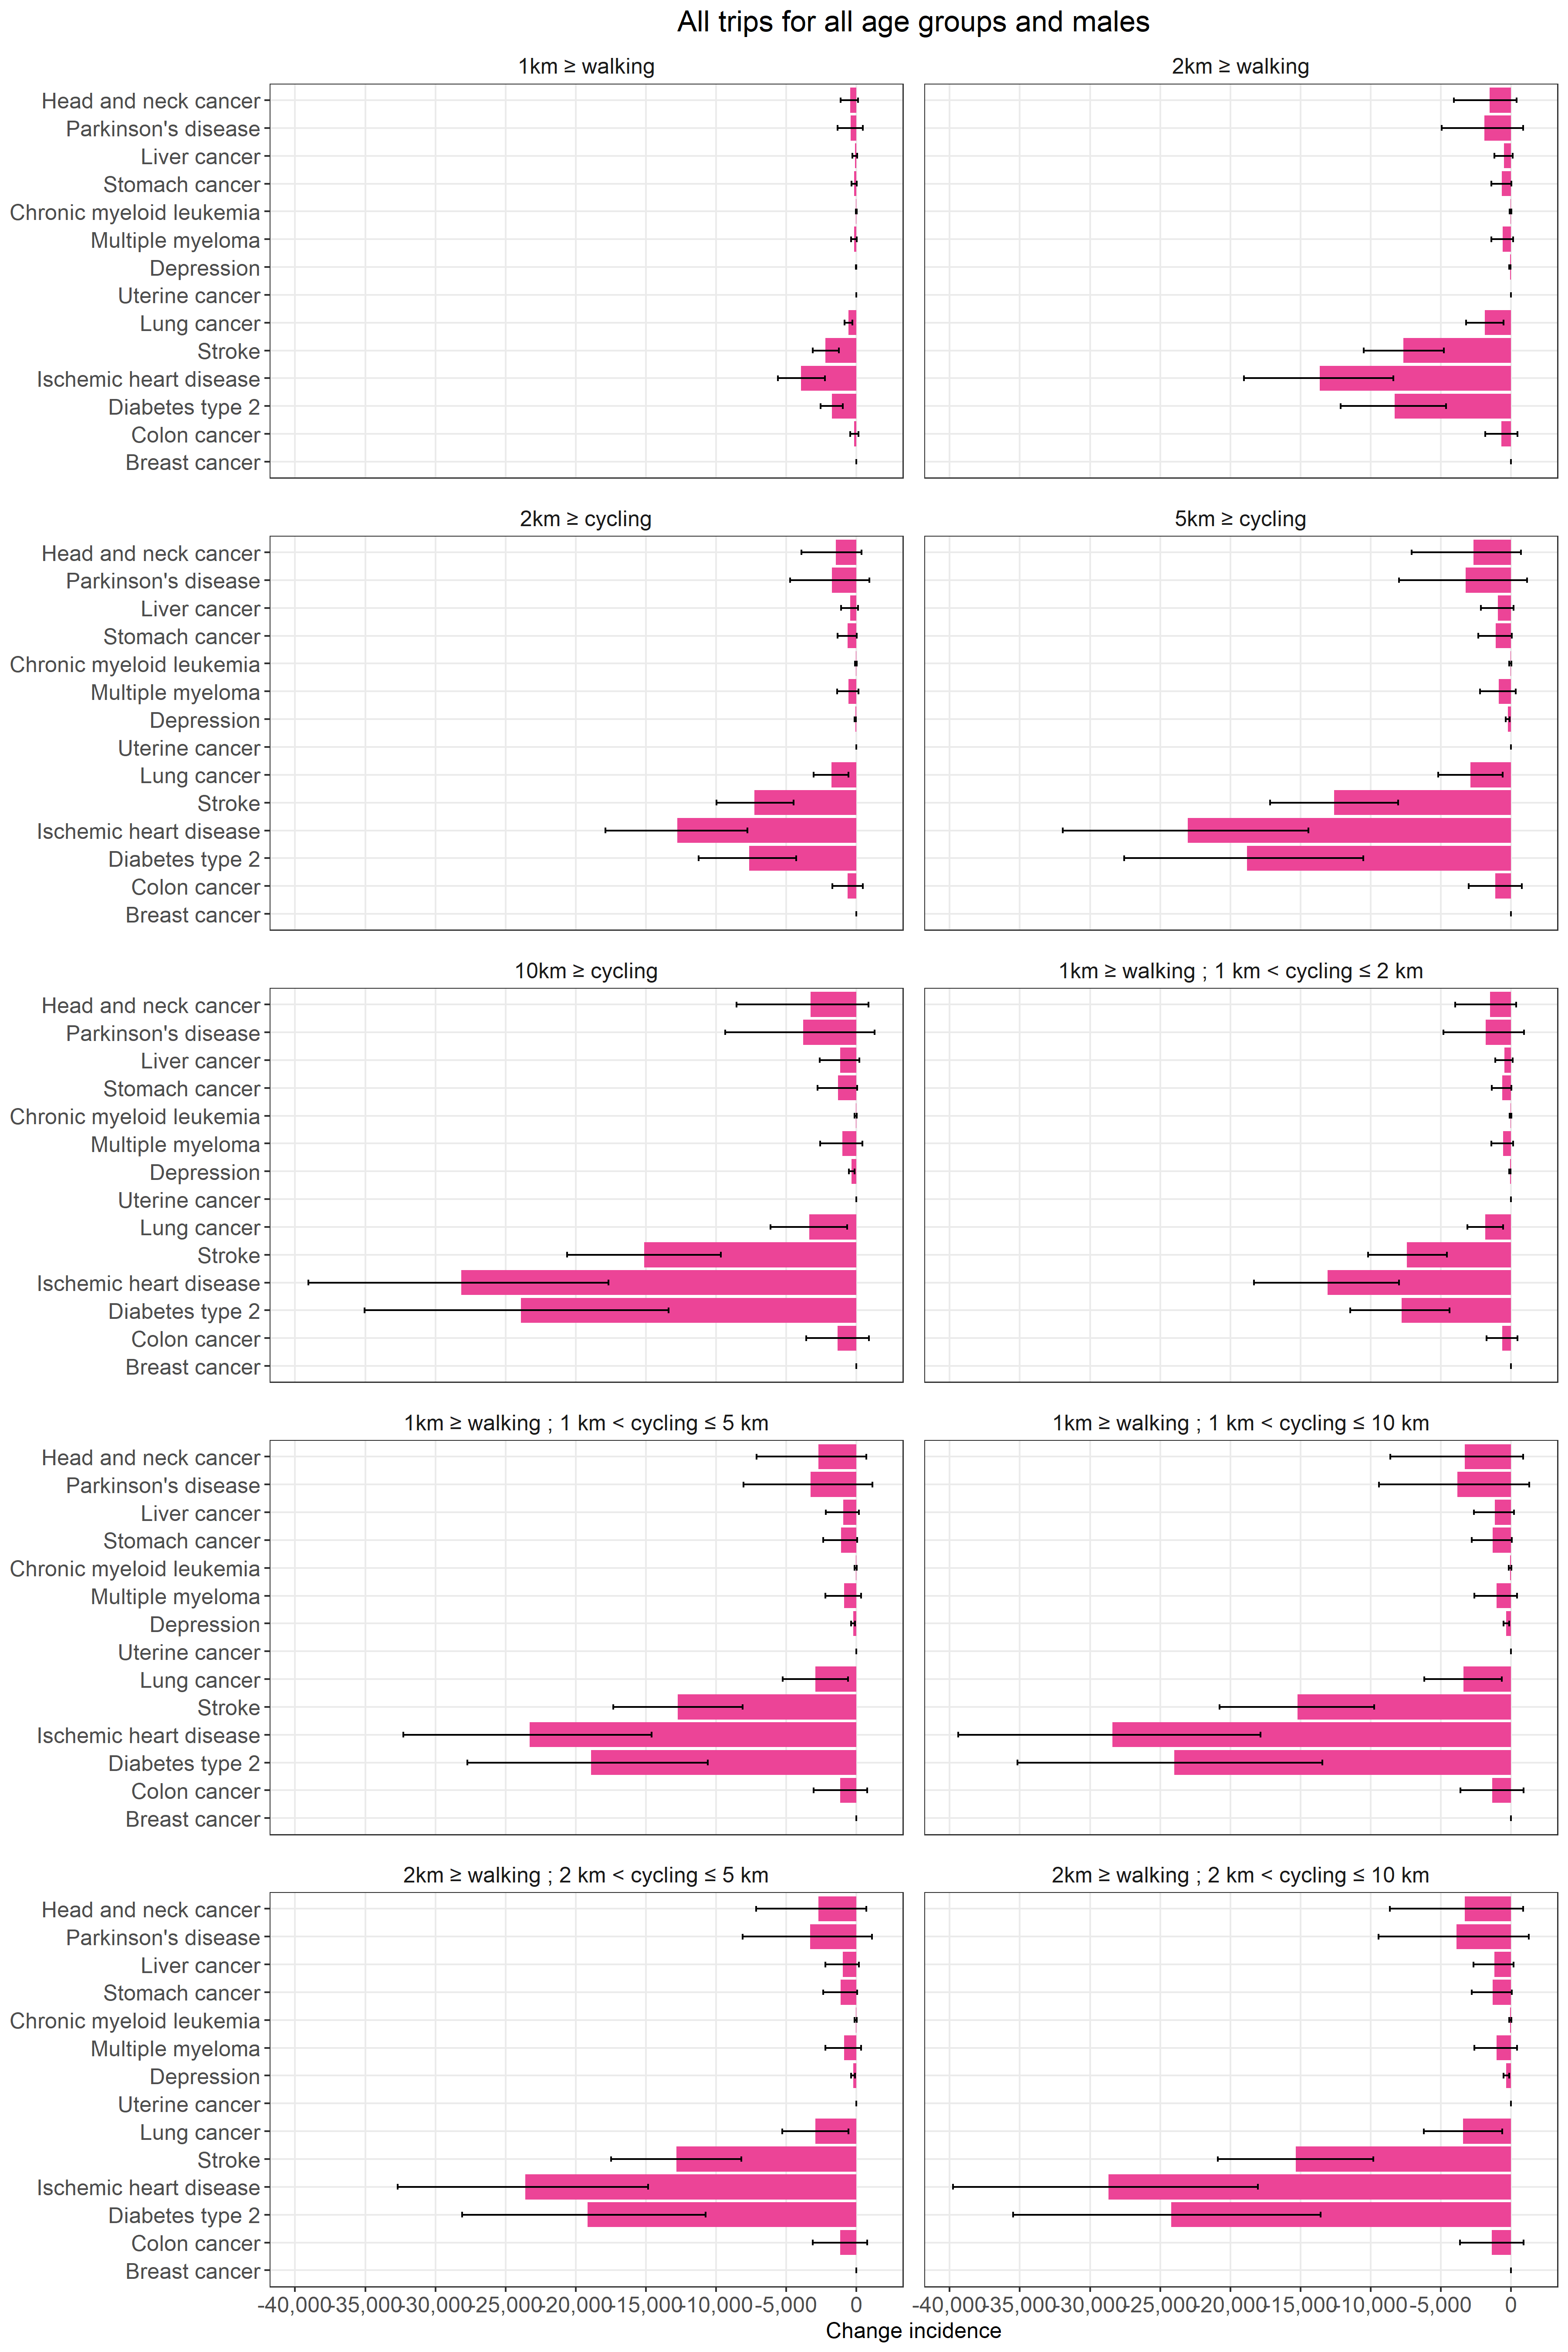 All trips for all age groups and males
1km ≥ walking
2km ≥ walking
Head and neck cancer
Parkinson's disease
Liver cancer
Stomach cancer
Chronic myeloid leukemia
Multiple myeloma
Depression
Uterine cancer
Lung cancer
Stroke
Ischemic heart disease
Diabetes type 2
Colon cancer
Breast cancer
2km ≥ cycling
5km ≥ cycling
Head and neck cancer
Parkinson's disease
Liver cancer
Stomach cancer
Chronic myeloid leukemia
Multiple myeloma
Depression
Uterine cancer
Lung cancer
Stroke
Ischemic heart disease
Diabetes type 2
Colon cancer
Breast cancer
10km ≥ cycling
1km ≥ walking ; 1 km < cycling ≤ 2 km
Head and neck cancer
Parkinson's disease
Liver cancer
Stomach cancer
Chronic myeloid leukemia
Multiple myeloma
Depression
Uterine cancer
Lung cancer
Stroke
Ischemic heart disease
Diabetes type 2
Colon cancer
Breast cancer
1km ≥ walking ; 1 km < cycling ≤ 5 km
1km ≥ walking ; 1 km < cycling ≤ 10 km
Head and neck cancer
Parkinson's disease
Liver cancer
Stomach cancer
Chronic myeloid leukemia
Multiple myeloma
Depression
Uterine cancer
Lung cancer
Stroke
Ischemic heart disease
Diabetes type 2
Colon cancer
Breast cancer
2km ≥ walking ; 2 km < cycling ≤ 5 km
2km ≥ walking ; 2 km < cycling ≤ 10 km
Head and neck cancer
Parkinson's disease
Liver cancer
Stomach cancer
Chronic myeloid leukemia
Multiple myeloma
Depression
Uterine cancer
Lung cancer
Stroke
Ischemic heart disease
Diabetes type 2
Colon cancer
Breast cancer
-40,000 -35,000 -30,000 -25,000 -20,000 -15,000 -10,000 -5,000 0
-40,000 -35,000 -30,000 -25,000 -20,000 -15,000 -10,000 -5,000 0
Change incidence